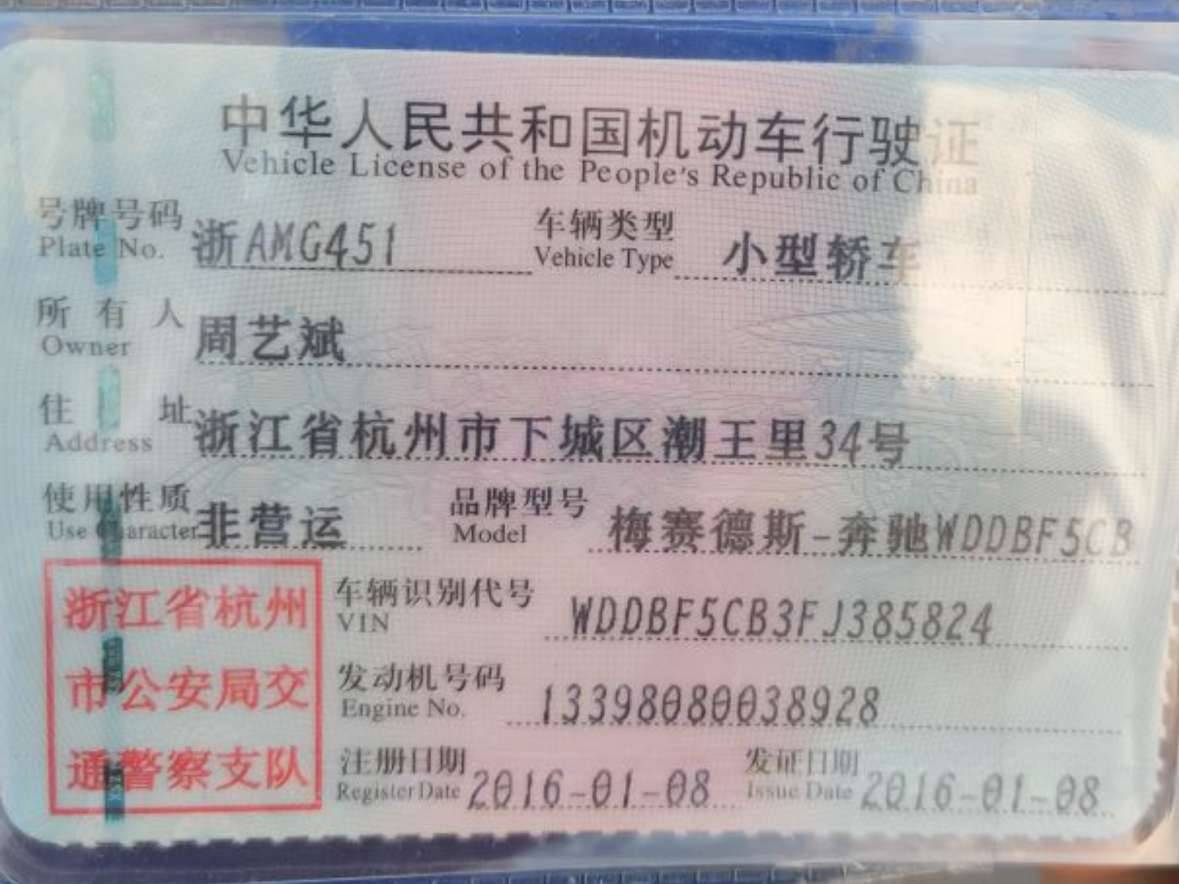 中华人民共和国机动车行驶证
Vehicle License of the People's Republic of China
号牌号码 浙AMG451 车辆类型 小型轿车
Plate No. Vehicle Type
所有人 周艺斌
Owner
住址 浙江省杭州市下城区潮王里34号
Address
使用性质 非营运 品牌型号 梅赛德斯-奔驰WDDBF5CB
Use Character Model
浙江省杭州
市公安局交
通警察支队
车辆识别代号 WDDBF5CB3FJ385824
VIN
发动机号码 13398080038928
Engine No.
注册日期 2016-01-08 发证日期 2016-01-08
Register Date Issue Date